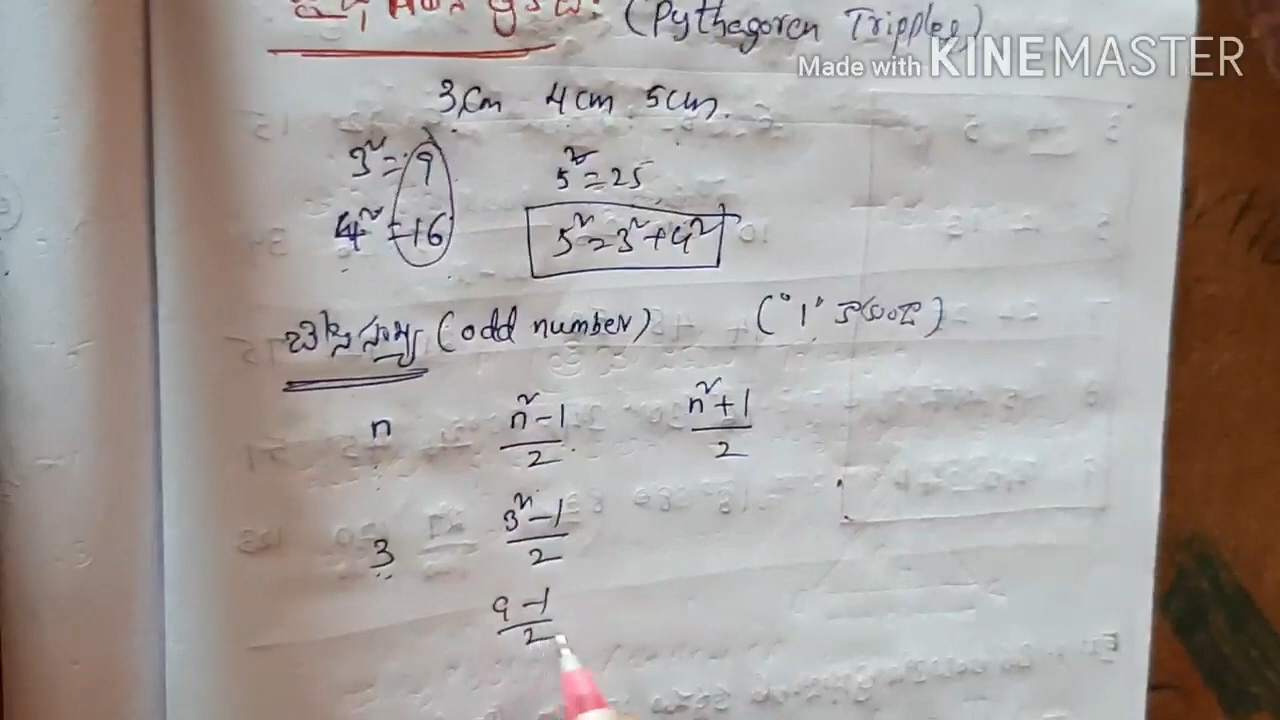 (Pythagoren Tripples)
Made with KINEMASTER
3cm 4cm 5cm.
3² = 9 5² = 25
4² = 16 5² = 3² + 4²
బేసి సంఖ్య (odd number) ("1" కాకుండా)
n n² - 1 / 2 n² + 1 / 2
3 3² - 1 / 2
9 - 1 / 2